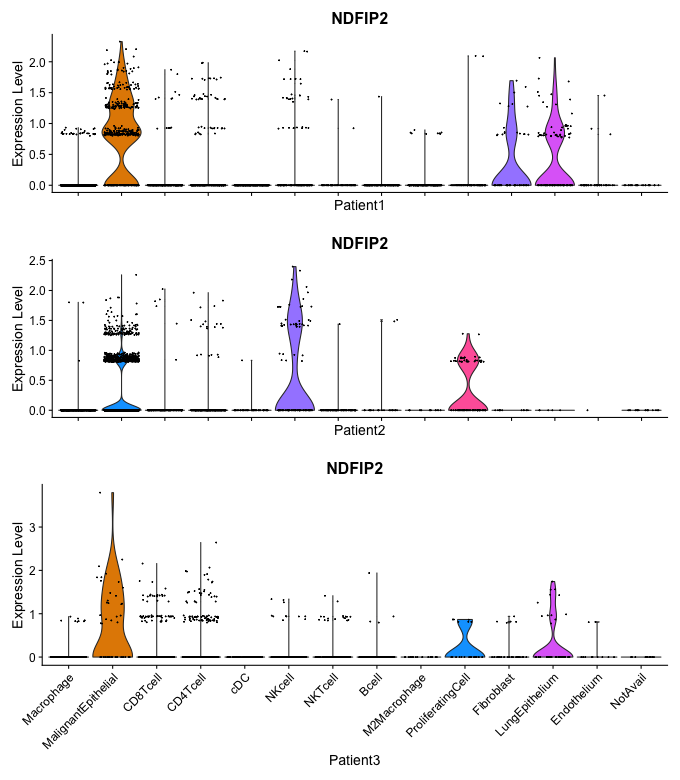 NDFIP2
Expression Level
2.0
1.5
1.0
0.5
0.0
Patient1
NDFIP2
Expression Level
2.5
2.0
1.5
1.0
0.5
0.0
Patient2
NDFIP2
Expression Level
3
2
1
0
Macrophage
MalignantEpithelial
CD8Tcell
CD4Tcell
cDC
NKcell
NKTcell
Bcell
M2Macrophage
ProliferatingCell
Fibroblast
LungEpithelium
Endothelium
NotAvail
Patient3